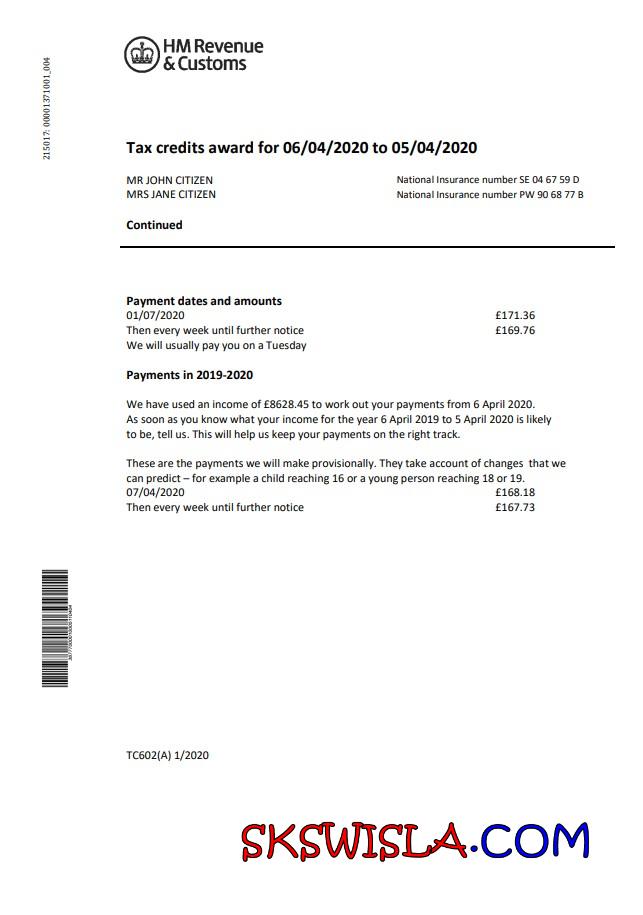 HM Revenue
& Customs
215017: 00001371001_004
Tax credits award for 06/04/2020 to 05/04/2020
MR JOHN CITIZEN National Insurance number SE 04 67 59 D
MRS JANE CITIZEN National Insurance number PW 90 68 77 B
Continued
Payment dates and amounts
01/07/2020 £171.36
Then every week until further notice £169.76
We will usually pay you on a Tuesday
Payments in 2019-2020
We have used an income of £8628.45 to work out your payments from 6 April 2020.
As soon as you know what your income for the year 6 April 2019 to 5 April 2020 is likely
to be, tell us. This will help us keep your payments on the right track.
These are the payments we will make provisionally. They take account of changes that we
can predict – for example a child reaching 16 or a young person reaching 18 or 19.
07/04/2020 £168.18
Then every week until further notice £167.73
TC602(A) 1/2020
SKSWISLA.COM